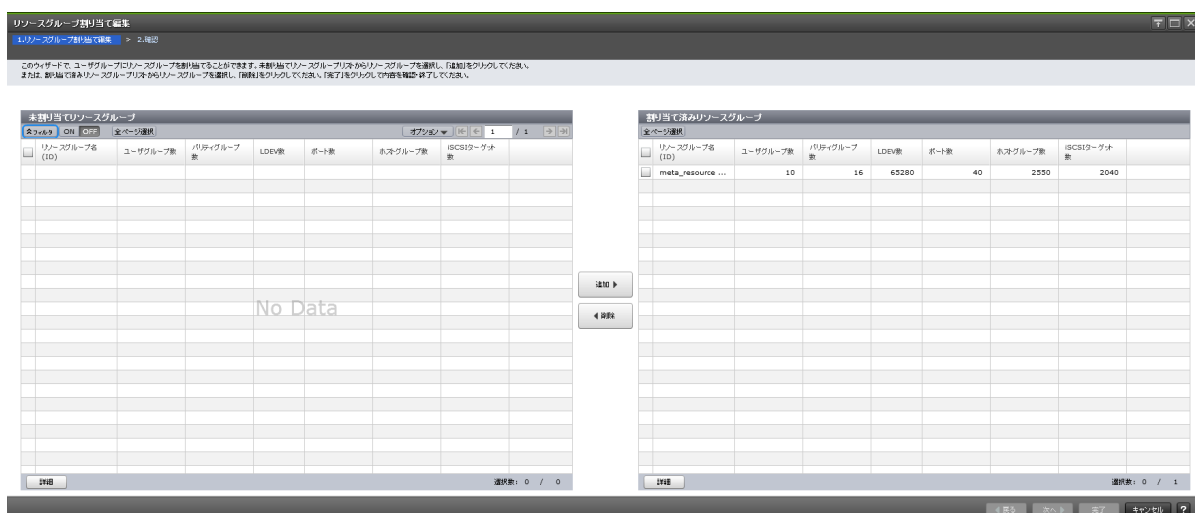 リソースグループ割り当て編集
1.リソースグループ割り当て編集 > 2.確認
このウィザードで、ユーザグループにリソースグループを割り当てることができます。未割り当てリソースグループリストからリソースグループを選択し、「追加」をクリックしてください。
または、割り当て済みリソースグループリストからリソースグループを選択し、「削除」をクリックしてください。「完了」をクリックして内容を確認・終了してください。
未割り当てリソースグループ
フィルタ ON OFF 全ページ選択 オプション 1 / 1
リソースグループ名 (ID) ユーザグループ数 パリティグループ数 LDEV数 ポート数 ホストグループ数 iSCSIターゲット数
No Data
詳細 選択数: 0 / 0
追加
削除
割り当て済みリソースグループ
全ページ選択
リソースグループ名 (ID) ユーザグループ数 パリティグループ数 LDEV数 ポート数 ホストグループ数 iSCSIターゲット数
meta_resource ... 10 16 65280 40 2550 2040
詳細 選択数: 0 / 1
戻る 次へ 完了 キャンセル ?